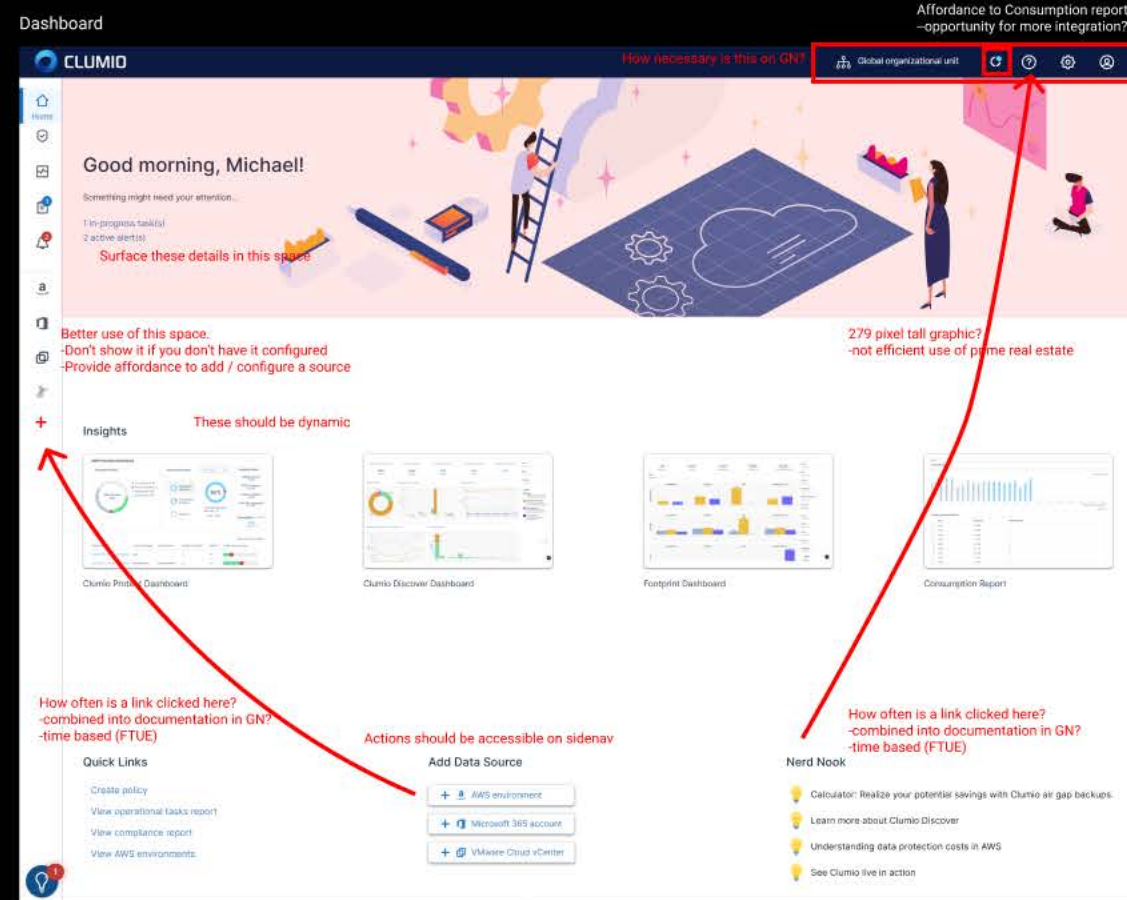 Dashboard
Affordance to Consumption report
--opportunity for more integration?
CLUMIO
How necessary is this on GN?
Global organizational unit
Home
Good morning, Michael!
Something might need your attention...
1 in-progress task(s)
2 active alert(s)
Surface these details in this space
Better use of this space.
-Don't show it if you don't have it configured
-Provide affordance to add / configure a source
279 pixel tall graphic?
-not efficient use of prime real estate
These should be dynamic
Insights
Clumio Protect Dashboard
Clumio Discover Dashboard
Footprint Dashboard
Consumption Report
How often is a link clicked here?
-combined into documentation in GN?
-time based (FTUE)
Actions should be accessible on sidenav
How often is a link clicked here?
-combined into documentation in GN?
-time based (FTUE)
Quick Links
Create policy
View operational tasks report
View compliance report
View AWS environments
Add Data Source
+ AWS environment
+ Microsoft 365 account
+ VMware Cloud vCenter
Nerd Nook
Calculator: Realize your potential savings with Clumio air gap backups.
Learn more about Clumio Discover
Understanding data protection costs in AWS
See Clumio live in action
1